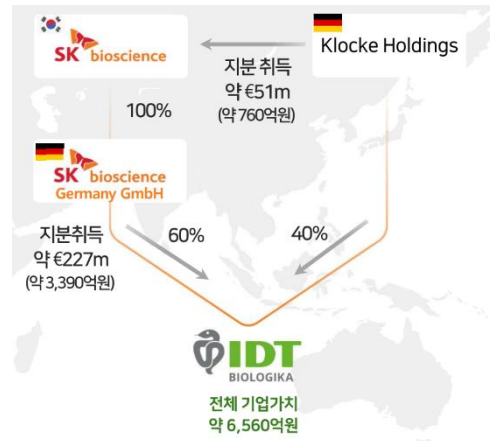 SK bioscience
Klocke Holdings
지분 취득
약 €51m
(약 760억원)
100%
SK bioscience
Germany GmbH
지분취득
약 €227m
(약 3,390억원)
60%
40%
IDT
BIOLOGIKA
전체 기업가치
약 6,560억원